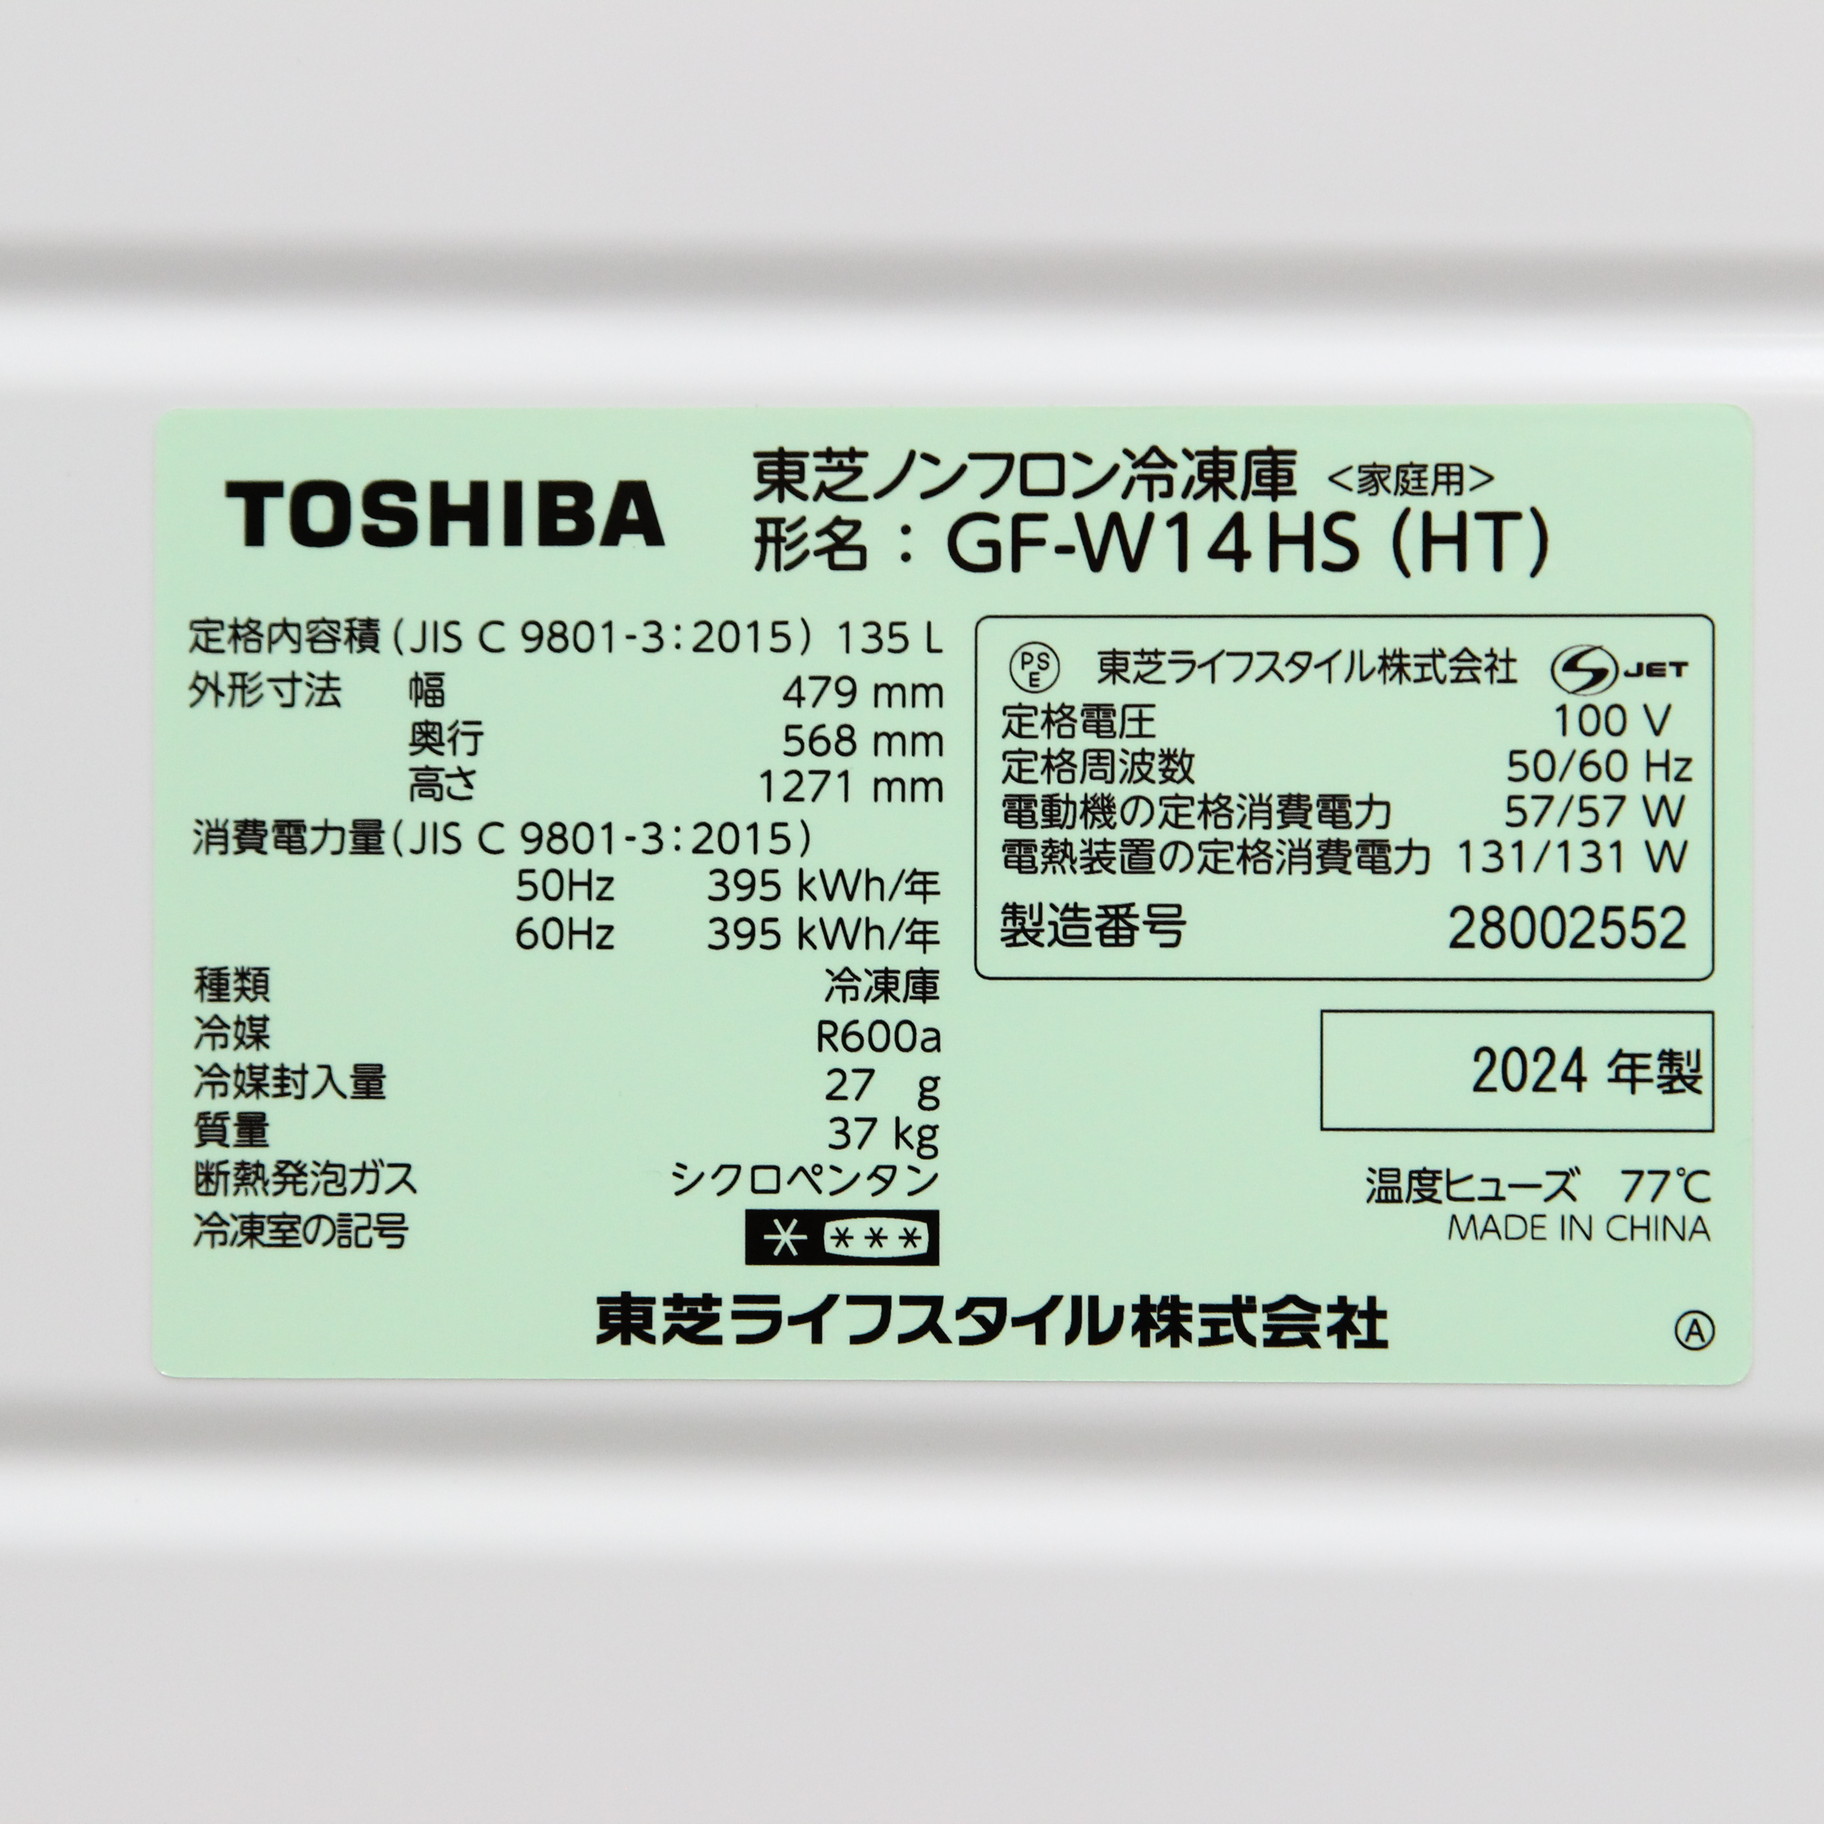 TOSHIBA
東芝ノンフロン冷凍庫 <家庭用>
形名：GF-W14HS (HT)
定格内容積(JIS C 9801-3:2015) 135 L
外形寸法 幅 479 mm
奥行 568 mm
高さ 1271 mm
消費電力量(JIS C 9801-3:2015)
50Hz 395 kWh/年
60Hz 395 kWh/年
種類 冷凍庫
冷媒 R600a
冷媒封入量 27 g
質量 37 kg
断熱発泡ガス シクロペンタン
冷凍室の記号 * ***
PS E 東芝ライフスタイル株式会社 S JET
定格電圧 100 V
定格周波数 50/60 Hz
電動機の定格消費電力 57/57 W
電熱装置の定格消費電力 131/131 W
製造番号 28002552
2024 年製
温度ヒューズ 77℃
MADE IN CHINA
東芝ライフスタイル株式会社
Ⓐ